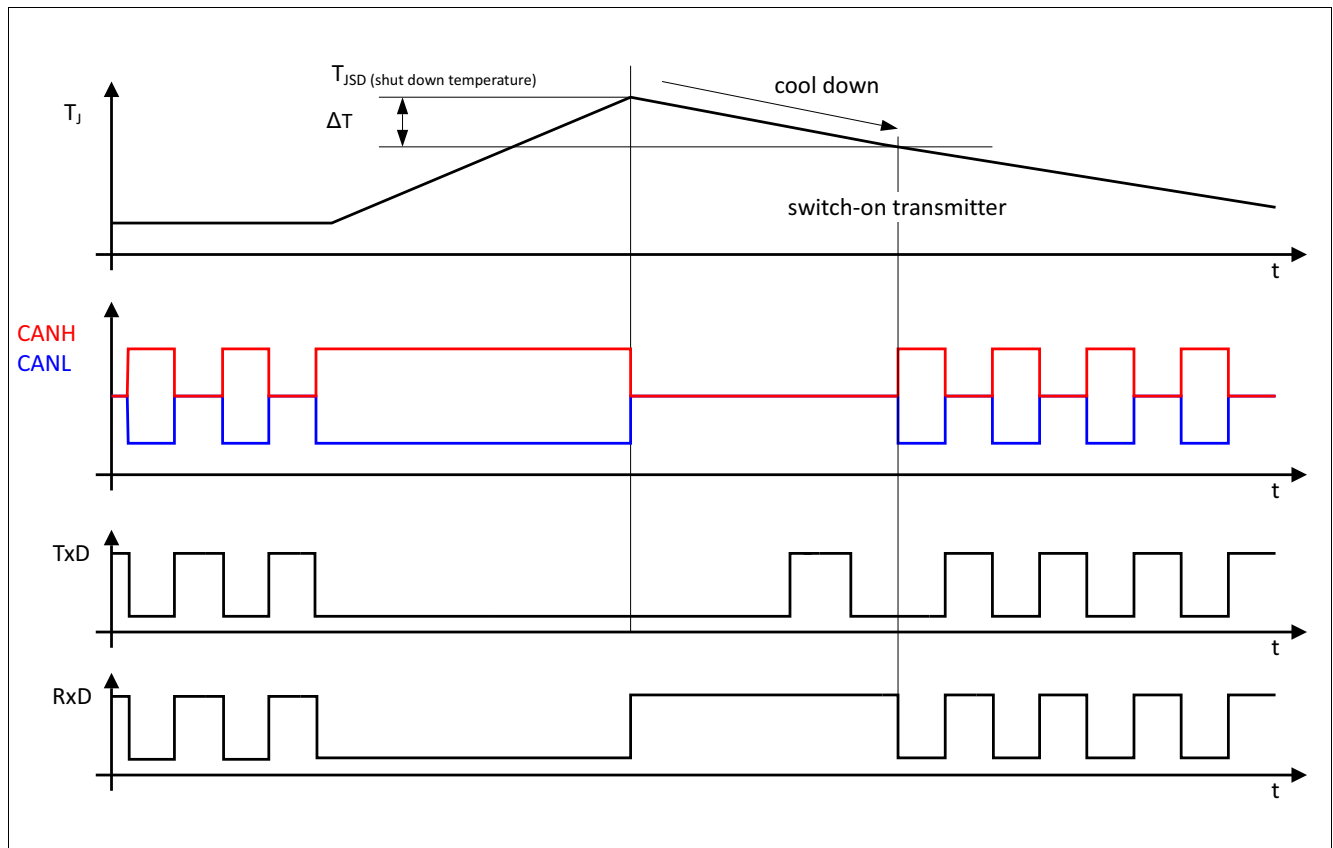 T_JSD (shut down temperature)
cool down
T_J
ΔT
switch-on transmitter
t
CANH
CANL
t
TxD
t
RxD
t